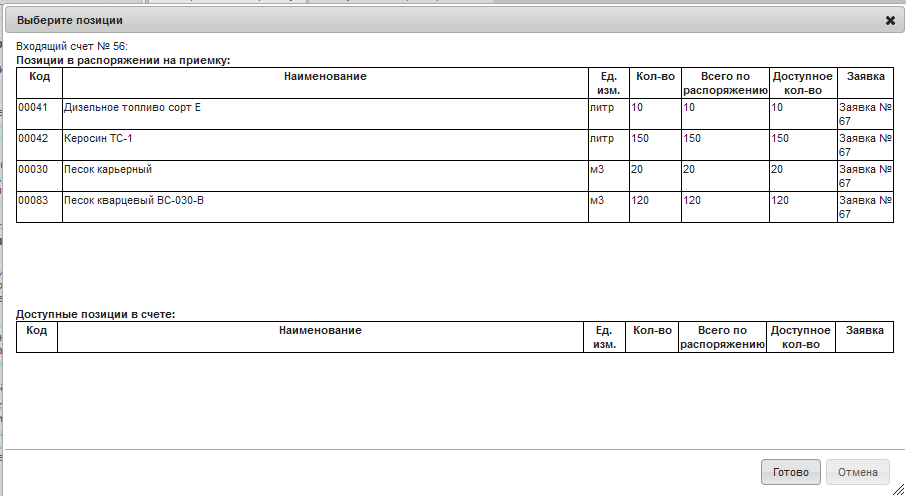 Выберите позиции
Входящий счет № 56:
Позиции в распоряжении на приемку:
Код Наименование Ед. изм. Кол-во Всего по распоряжению Доступное кол-во Заявка
00041 Дизельное топливо сорт Е литр 10 10 10 Заявка № 67
00042 Керосин ТС-1 литр 150 150 150 Заявка № 67
00030 Песок карьерный м3 20 20 20 Заявка № 67
00083 Песок кварцевый ВС-030-В м3 120 120 120 Заявка № 67
Доступные позиции в счете:
Код Наименование Ед. изм. Кол-во Всего по распоряжению Доступное кол-во Заявка
Готово Отмена